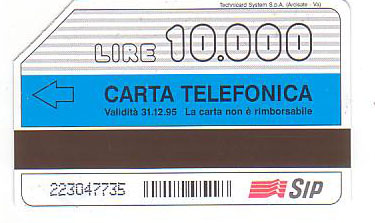 Technicard System S.p.A. (Arcisate - Va)
LIRE 10.000
CARTA TELEFONICA
Validità 31.12.95 La carta non è rimborsabile
223047735
SIP